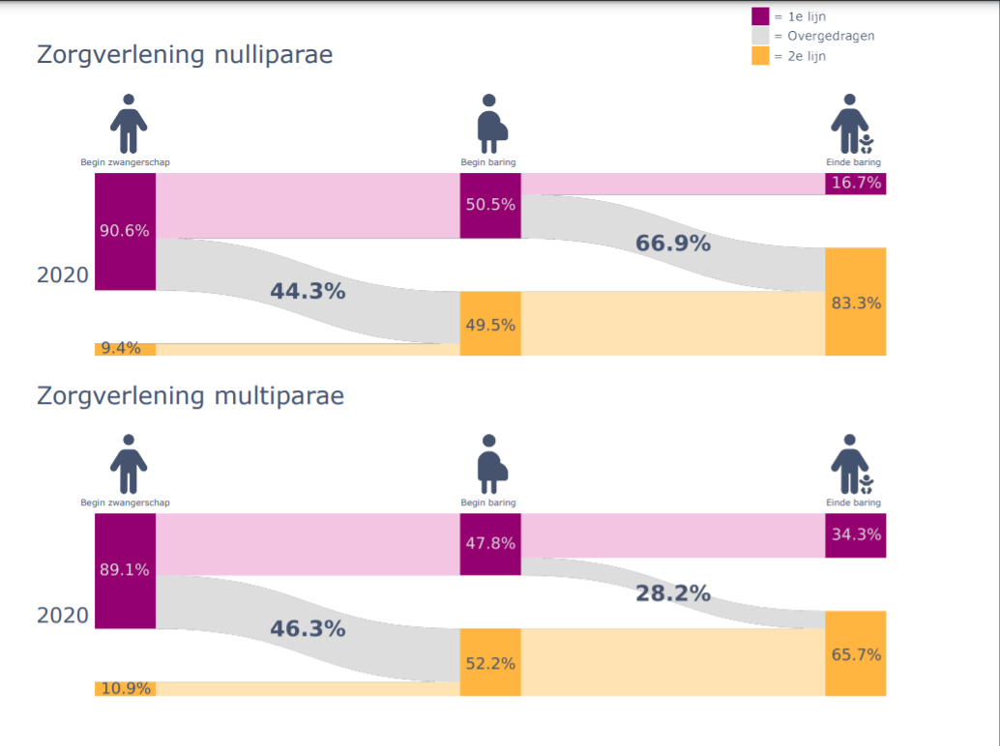 = 1e lijn
= Overgedragen
= 2e lijn
Zorgverlening nulliparae
Begin zwangerschap
Begin baring
Einde baring
16.7%
50.5%
90.6%
66.9%
2020
44.3%
83.3%
49.5%
9.4%
Zorgverlening multiparae
Begin zwangerschap
Begin baring
Einde baring
34.3%
47.8%
89.1%
28.2%
2020
46.3%
65.7%
52.2%
10.9%